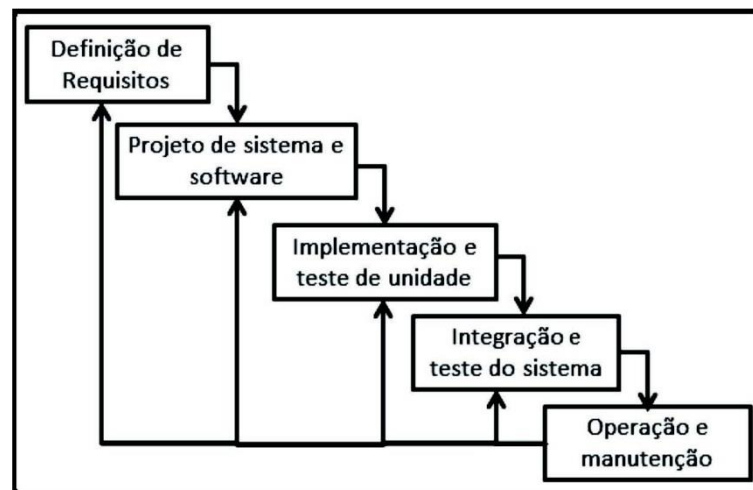 Definição de
Requisitos
Projeto de sistema e
software
Implementação e
teste de unidade
Integração e
teste do sistema
Operação e
manutenção